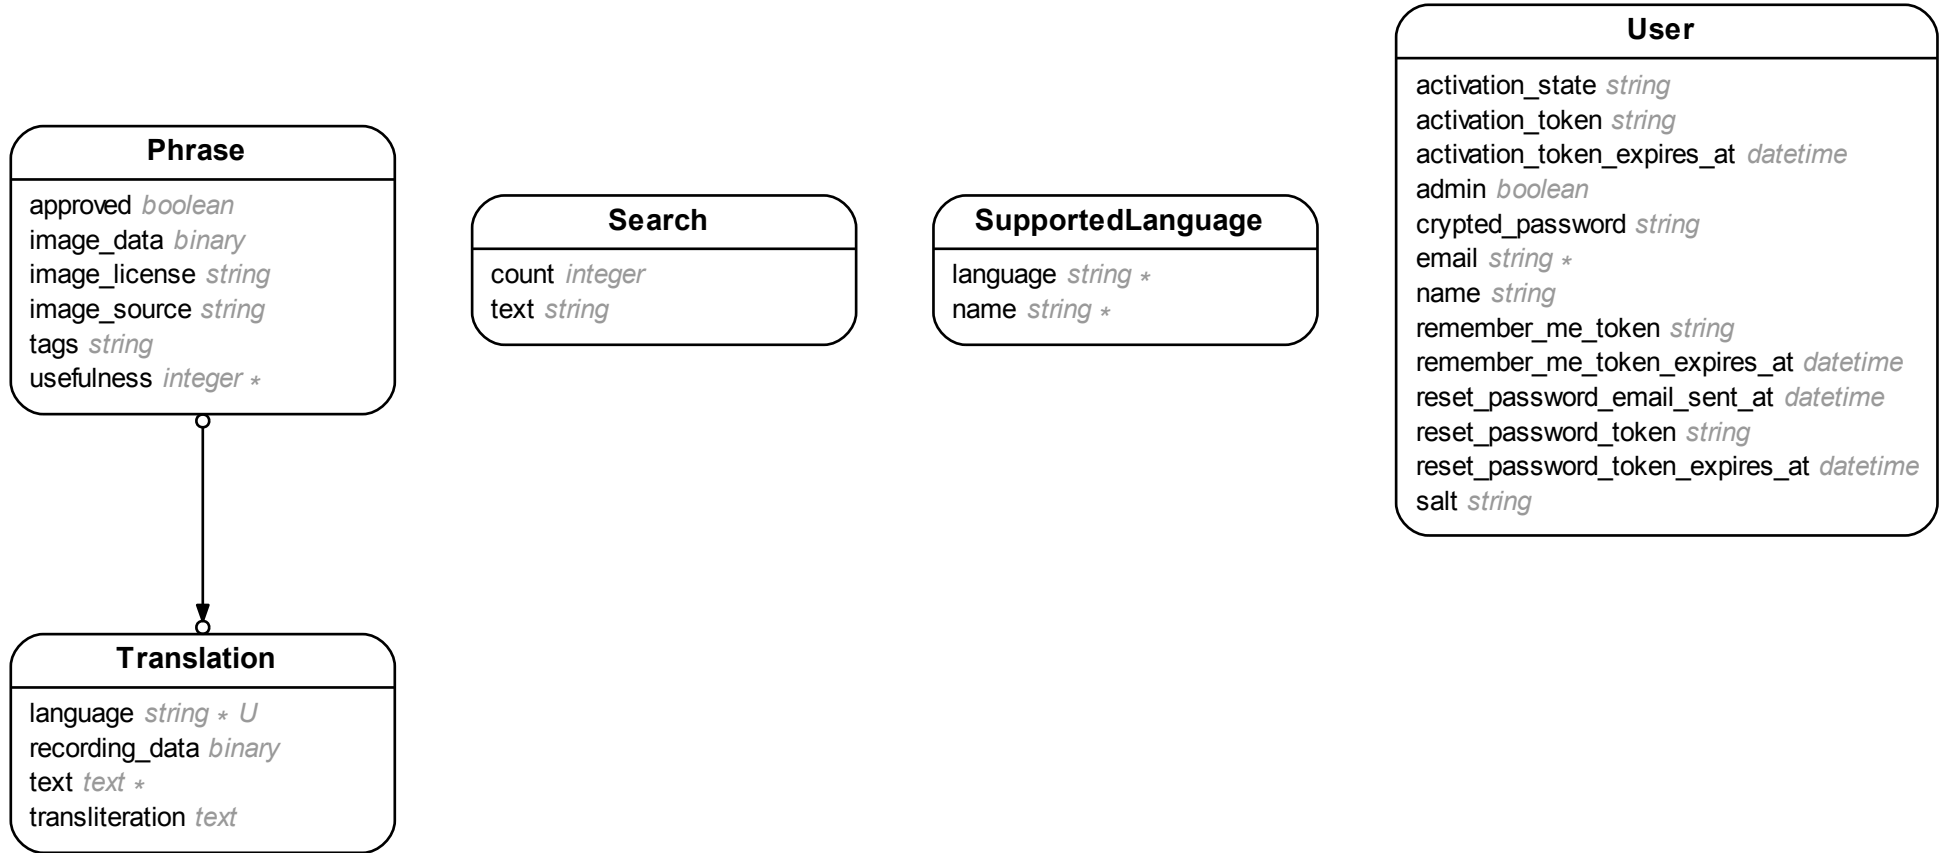 Phrase
approved boolean
image_data binary
image_license string
image_source string
tags string
usefulness integer *
Translation
language string * U
recording_data binary
text text *
transliteration text
Search
count integer
text string
SupportedLanguage
language string *
name string *
User
activation_state string
activation_token string
activation_token_expires_at datetime
admin boolean
crypted_password string
email string *
name string
remember_me_token string
remember_me_token_expires_at datetime
reset_password_email_sent_at datetime
reset_password_token string
reset_password_token_expires_at datetime
salt string